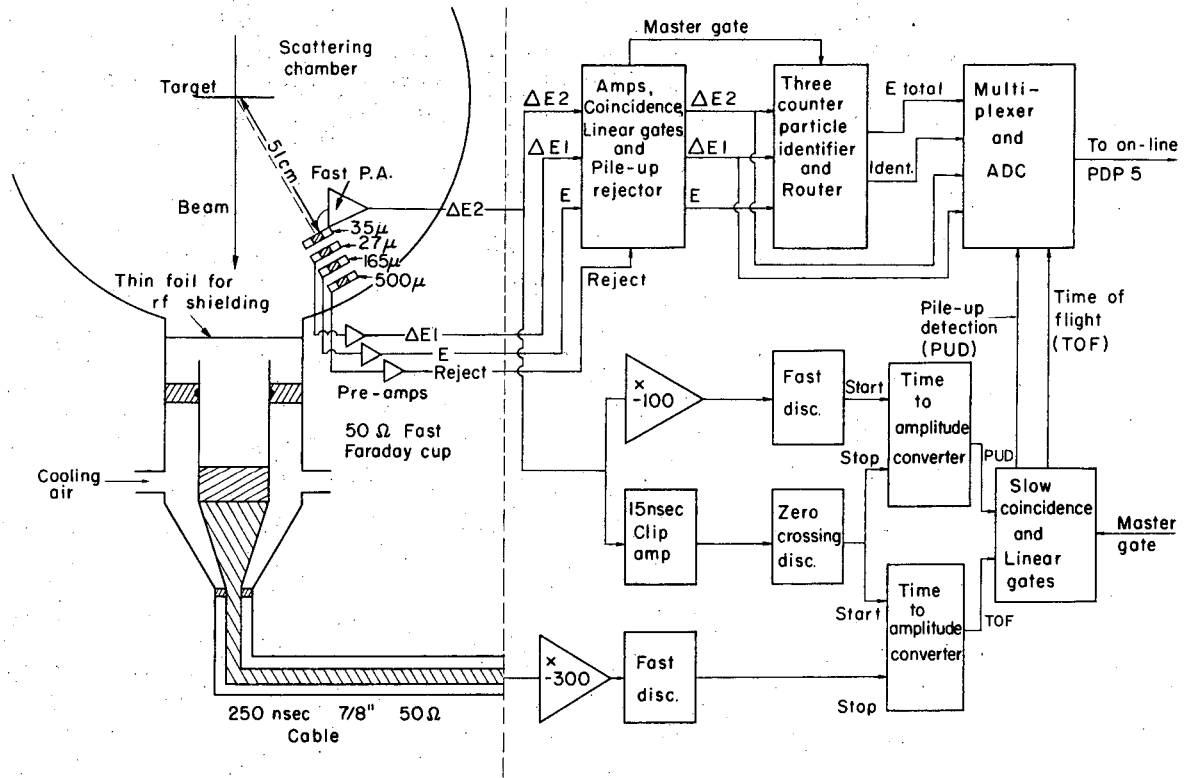 Master gate
Scattering
chamber
Target
51cm
Fast P.A.
Beam
35μ
27μ
165μ
500μ
Thin foil for
rf shielding
ΔE2
ΔE1
E
Reject
Pre-amps
50 Ω Fast
Faraday cup
Cooling
air
250 nsec 7/8" 50Ω
Cable
ΔE2
ΔE1
E
Amps,
Coincidence,
Linear gates
and
Pile-up
rejector
Reject
ΔE2
ΔE1
E
Three
counter
particle
identifier
and
Router
E total
Ident.
Multi-
plexer
and
ADC
To on-line
PDP 5
Pile-up
detection
(PUD)
Time of
flight
(TOF)
x
-100
Fast
disc.
Start
Stop
Time
to
amplitude
converter
PUD
15nsec
Clip
amp
Zero
crossing
disc.
Slow
coincidence
and
Linear
gates
Master
gate
Start
Time
to
amplitude
converter
TOF
x
-300
Fast
disc.
Stop